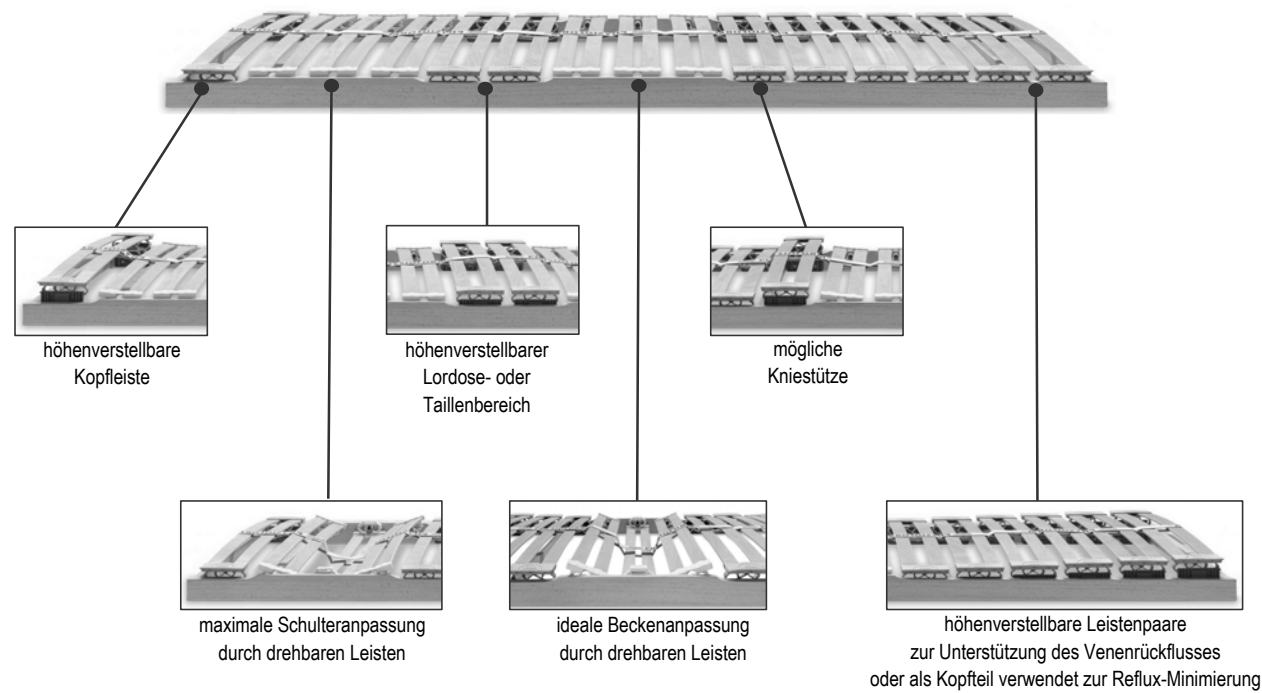 höhenverstellbare
Kopfleiste
höhenverstellbarer
Lordose- oder
Taillenbereich
mögliche
Kniestütze
maximale Schulteranpassung
durch drehbaren Leisten
ideale Beckenanpassung
durch drehbaren Leisten
höhenverstellbare Leistenpaare
zur Unterstützung des Venenrückflusses
oder als Kopfteil verwendet zur Reflux-Minimierung